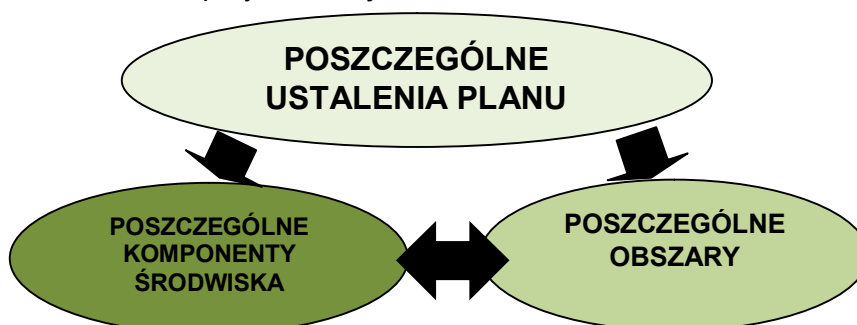 POSZCZEGÓLNE
USTALENIA PLANU
POSZCZEGÓLNE
KOMPONENTY
ŚRODWISKA
POSZCZEGÓLNE
OBSZARY